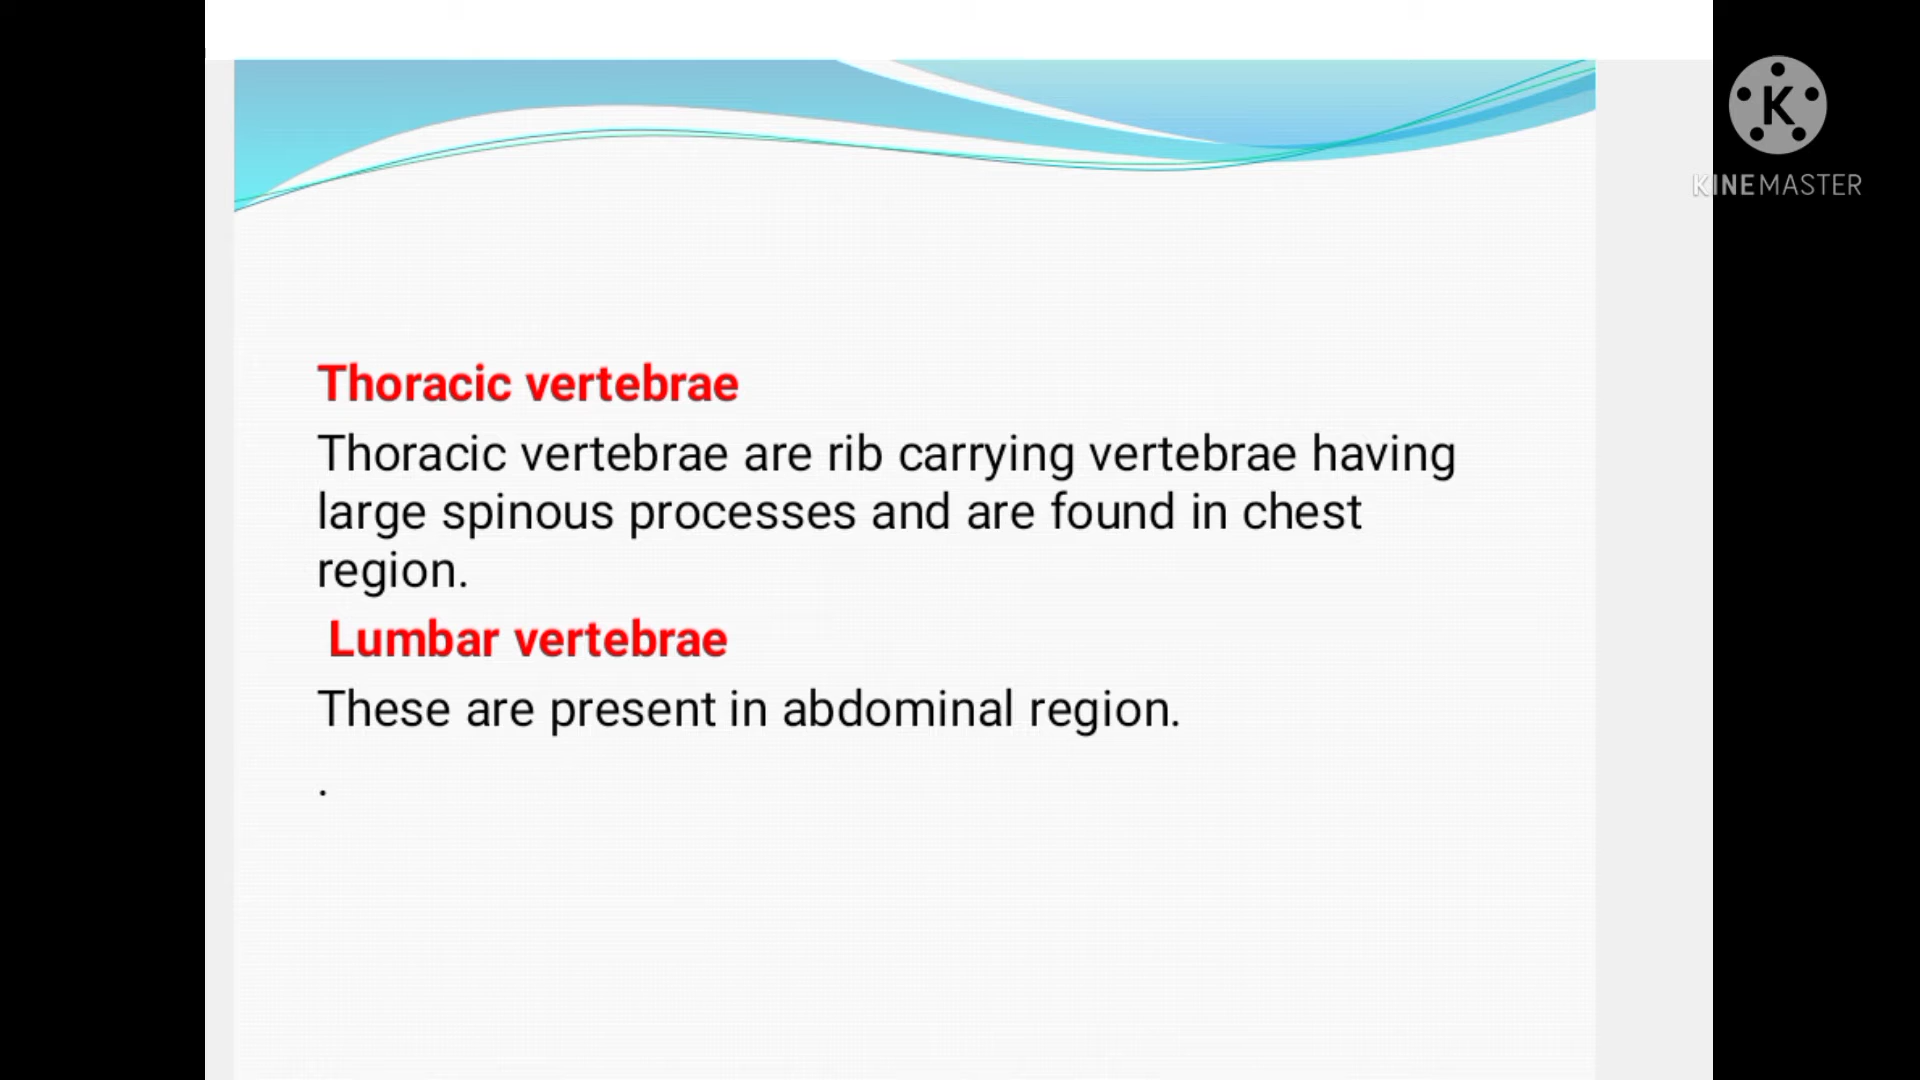 K
KINEMASTER
Thoracic vertebrae
Thoracic vertebrae are rib carrying vertebrae having
large spinous processes and are found in chest
region.
Lumbar vertebrae
These are present in abdominal region.
.